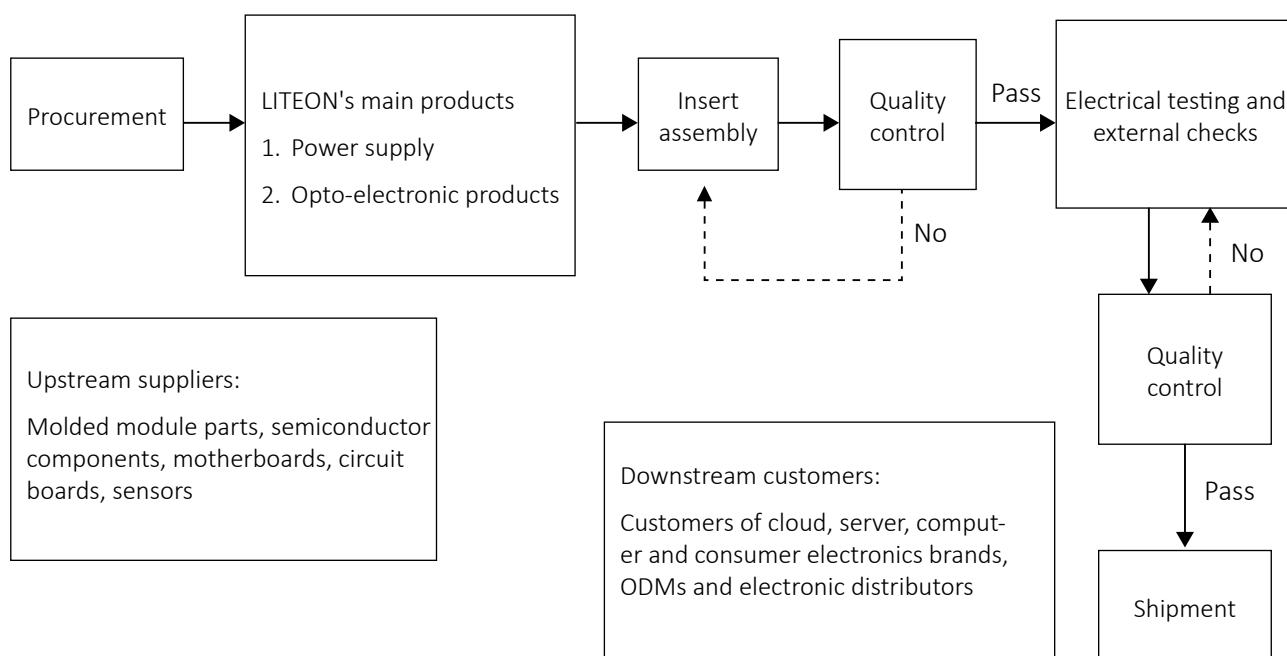 Procurement
LITEON's main products
1. Power supply
2. Opto-electronic products
Insert
assembly
Quality
control
Pass
Electrical testing and
external checks
No
No
Quality
control
Pass
Shipment
Upstream suppliers:
Molded module parts, semiconductor
components, motherboards, circuit
boards, sensors
Downstream customers:
Customers of cloud, server, comput-
er and consumer electronics brands,
ODMs and electronic distributors